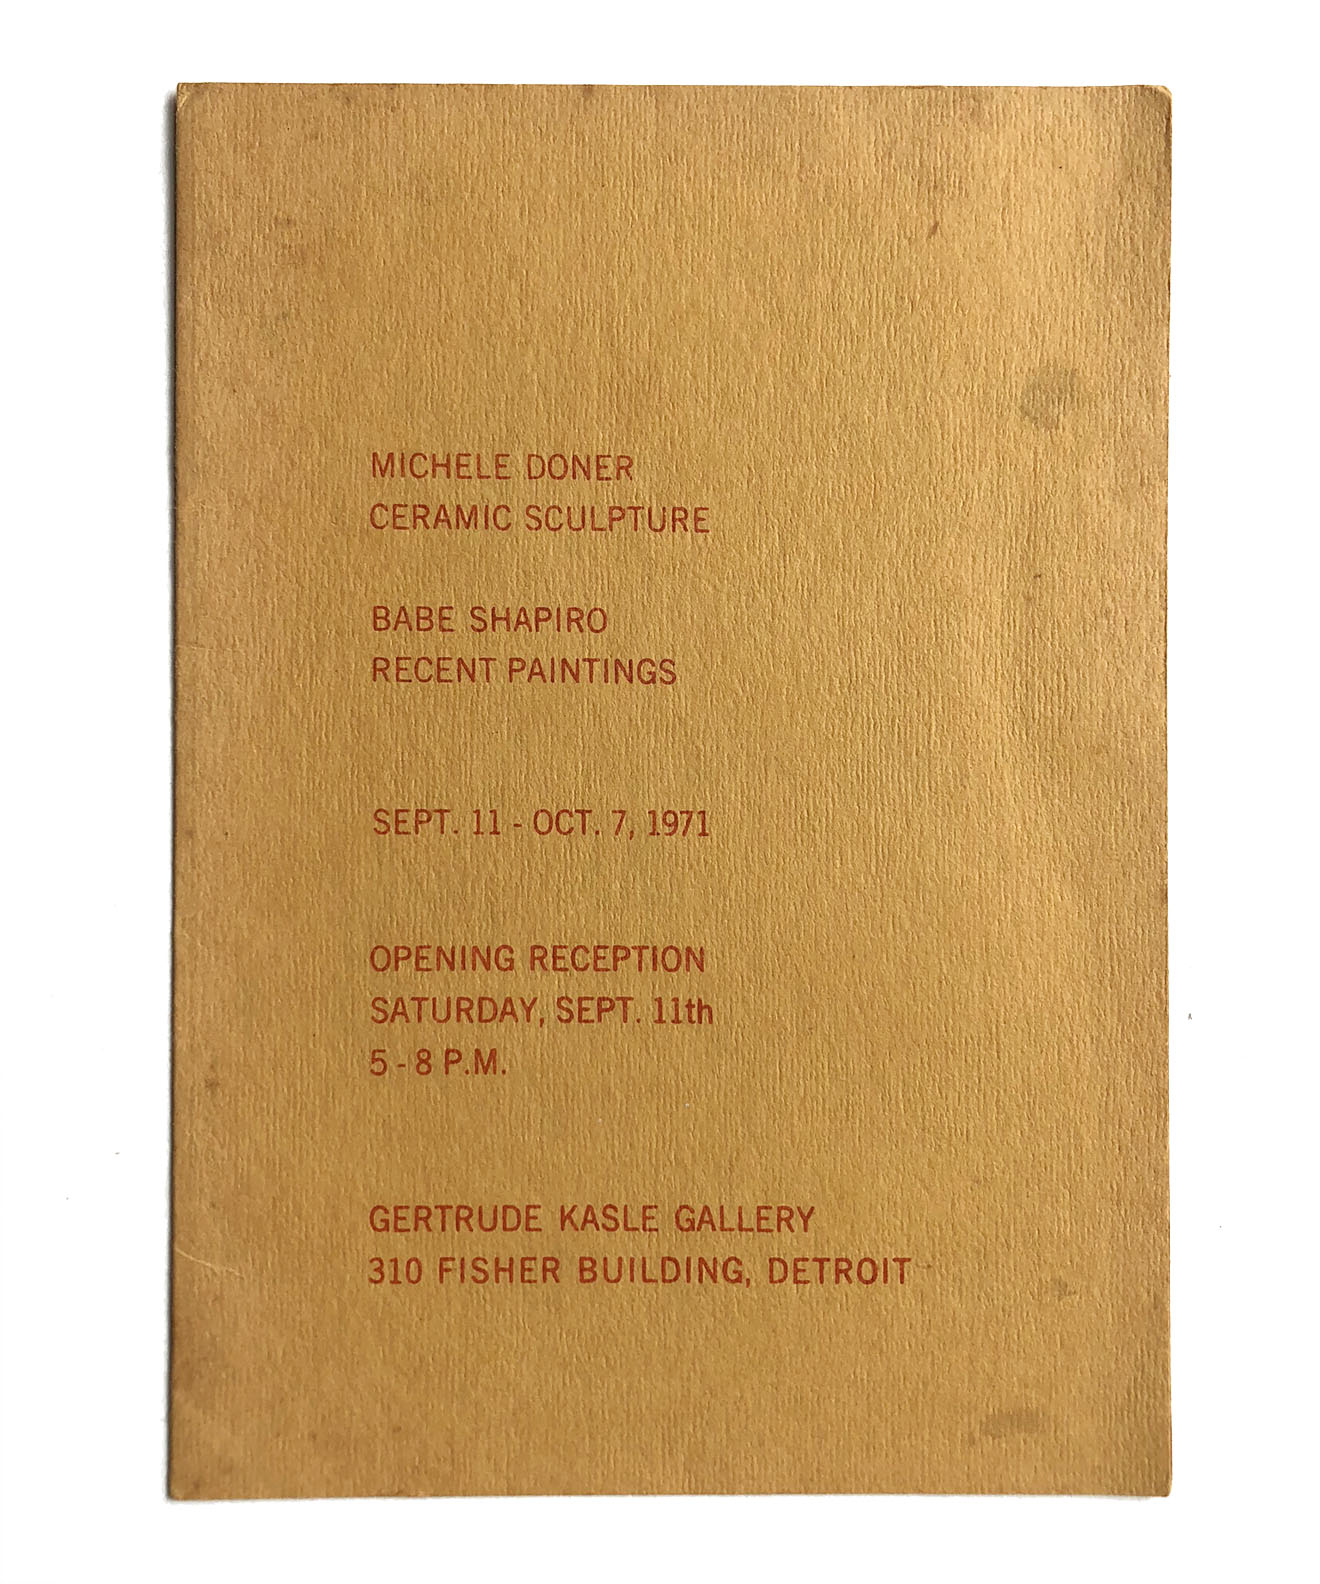 MICHELE DONER
CERAMIC SCULPTURE
BABE SHAPIRO
RECENT PAINTINGS
SEPT. 11 - OCT. 7, 1971
OPENING RECEPTION
SATURDAY, SEPT. 11th
5 - 8 P.M.
GERTRUDE KASLE GALLERY
310 FISHER BUILDING, DETROIT